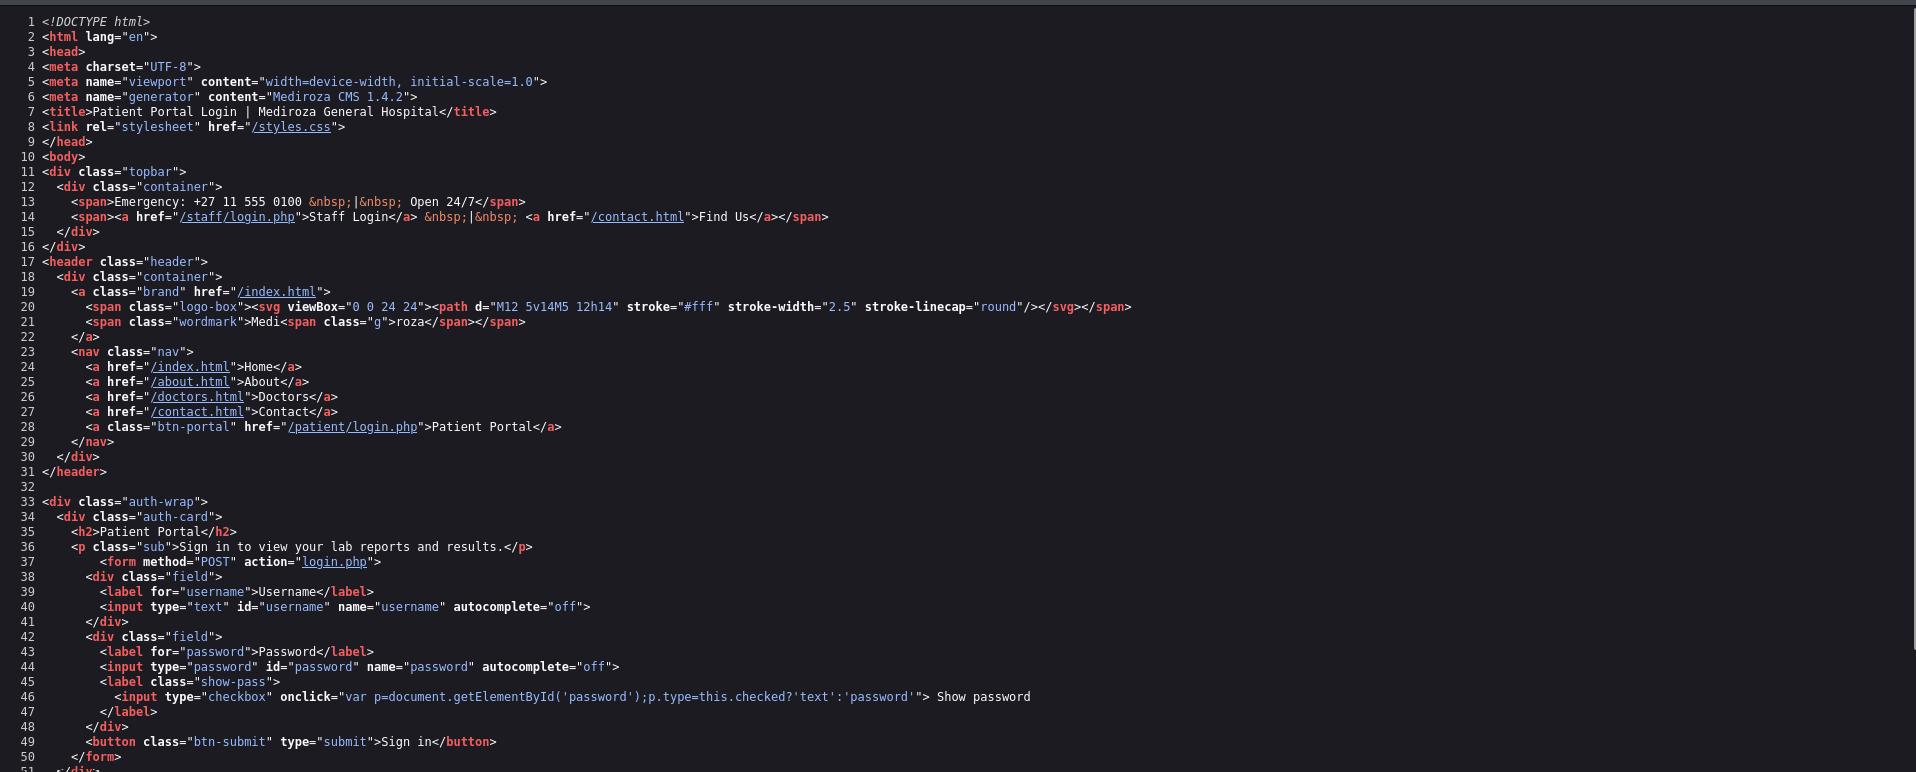 1 <!DOCTYPE html>
2 <html lang="en">
3 <head>
4 <meta charset="UTF-8">
5 <meta name="viewport" content="width=device-width, initial-scale=1.0">
6 <meta name="generator" content="Mediroza CMS 1.4.2">
7 <title>Patient Portal Login | Mediroza General Hospital</title>
8 <link rel="stylesheet" href="/styles.css">
9 </head>
10 <body>
11 <div class="topbar">
12   <div class="container">
13     <span>Emergency: +27 11 555 0100 &nbsp;|&nbsp; Open 24/7</span>
14     <span><a href="/staff/login.php">Staff Login</a> &nbsp;|&nbsp; <a href="/contact.html">Find Us</a></span>
15   </div>
16 </div>
17 <header class="header">
18   <div class="container">
19     <a class="brand" href="/index.html">
20       <span class="logo-box"><svg viewBox="0 0 24 24"><path d="M12 5v14M5 12h14" stroke="#fff" stroke-width="2.5" stroke-linecap="round"/></svg></span>
21       <span class="wordmark">Medi<span class="g">roza</span></span>
22     </a>
23     <nav class="nav">
24       <a href="/index.html">Home</a>
25       <a href="/about.html">About</a>
26       <a href="/doctors.html">Doctors</a>
27       <a href="/contact.html">Contact</a>
28       <a class="btn-portal" href="/patient/login.php">Patient Portal</a>
29     </nav>
30   </div>
31 </header>
32
33 <div class="auth-wrap">
34   <div class="auth-card">
35     <h2>Patient Portal</h2>
36     <p class="sub">Sign in to view your lab reports and results.</p>
37         <form method="POST" action="login.php">
38       <div class="field">
39         <label for="username">Username</label>
40         <input type="text" id="username" name="username" autocomplete="off">
41       </div>
42       <div class="field">
43         <label for="password">Password</label>
44         <input type="password" id="password" name="password" autocomplete="off">
45         <label class="show-pass">
46           <input type="checkbox" onclick="var p=document.getElementById('password');p.type=this.checked?'text':'password'"> Show password
47         </label>
48       </div>
49       <button class="btn-submit" type="submit">Sign in</button>
50     </form>
51   </div>